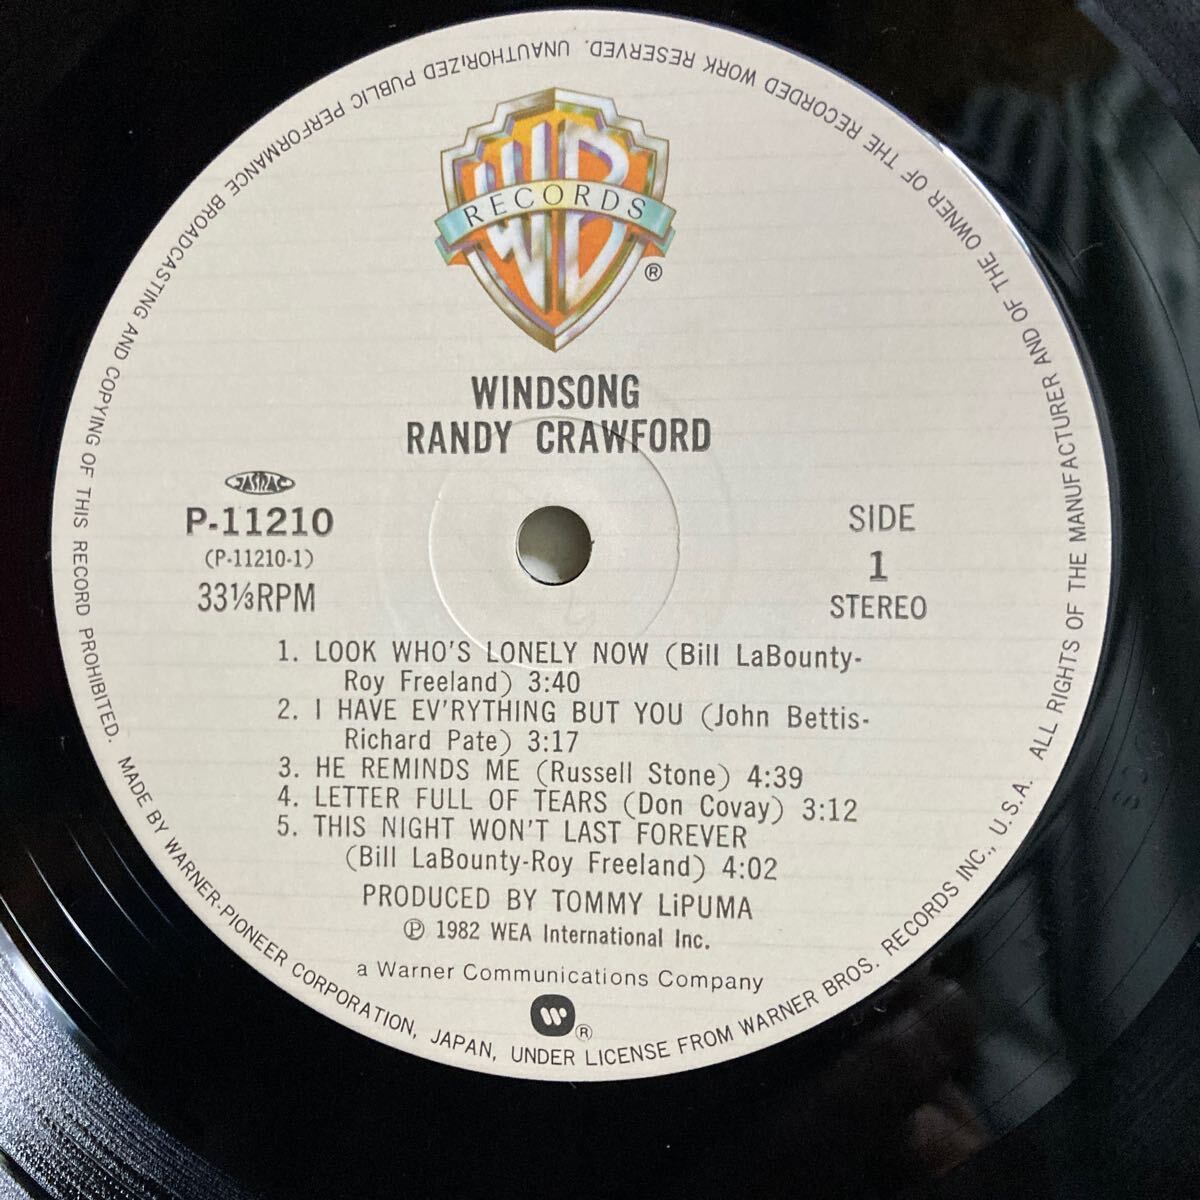 WB
RECORDS
®
WINDSONG
RANDY CRAWFORD
JASRAC
P-11210
(P-11210-1)
33⅓RPM
SIDE
1
STEREO
1. LOOK WHO'S LONELY NOW (Bill LaBounty-
Roy Freeland) 3:40
2. I HAVE EV'RYTHING BUT YOU (John Bettis-
Richard Pate) 3:17
3. HE REMINDS ME (Russell Stone) 4:39
4. LETTER FULL OF TEARS (Don Covay) 3:12
5. THIS NIGHT WON'T LAST FOREVER
(Bill LaBounty-Roy Freeland) 4:02
PRODUCED BY TOMMY LiPUMA
Ⓟ 1982 WEA International Inc.
a Warner Communications Company
®
MADE BY WARNER-PIONEER CORPORATION, JAPAN, UNDER LICENSE FROM WARNER BROS. RECORDS INC., U.S.A. ALL RIGHTS OF THE MANUFACTURER AND OF THE OWNER OF THE RECORDED WORK RESERVED. UNAUTHORIZED PUBLIC PERFORMANCE BROADCASTING AND COPYING OF THIS RECORD PROHIBITED.